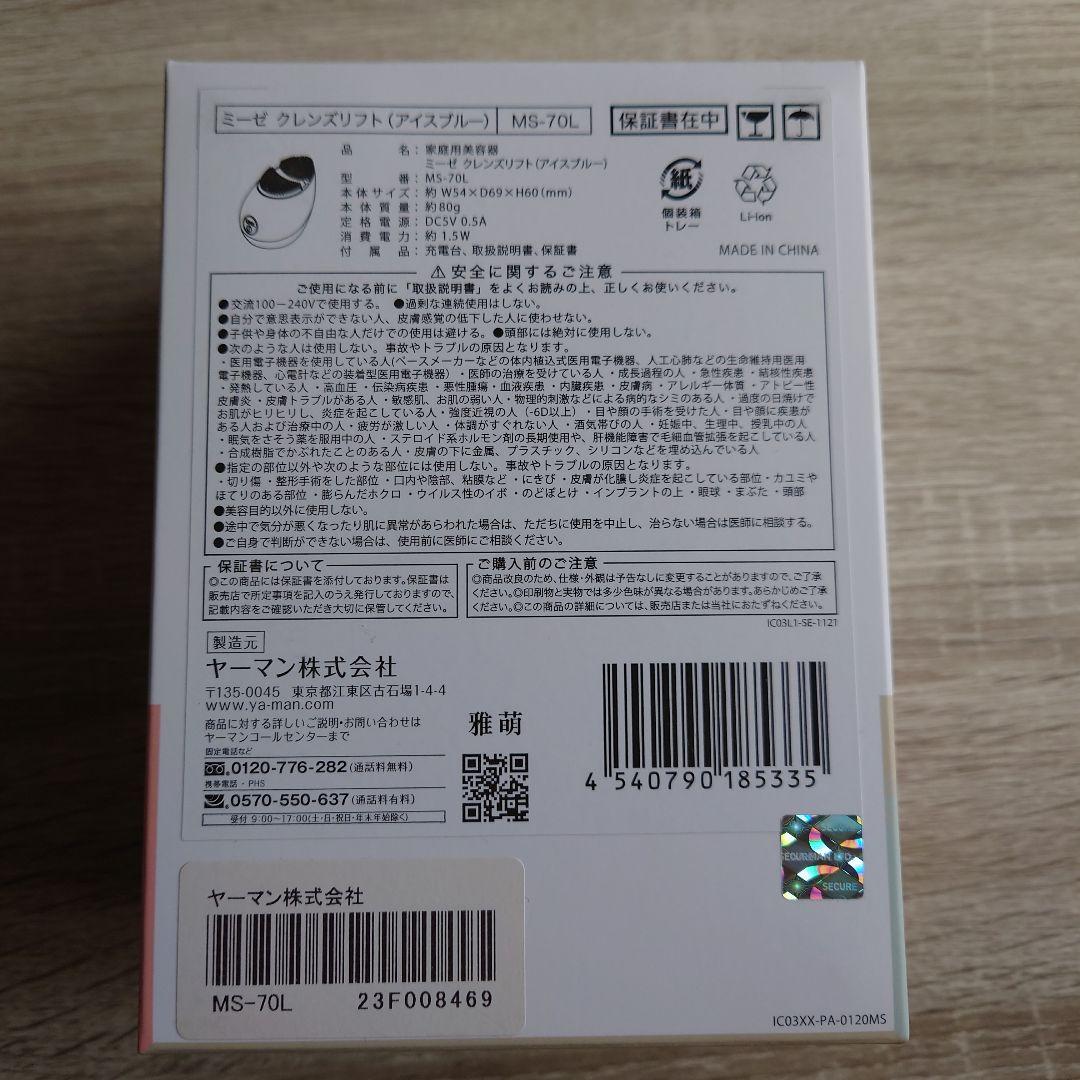 ミーゼ クレンズリフト（アイスブルー） MS-70L 保証書在中
品名：家庭用美容器
ミーゼ クレンズリフト（アイスブルー）
型番：MS-70L
本体サイズ：約 W54×D69×H60(mm)
本体質量：約80g
定格電源：DC5V 0.5A
消費電力：約 1.5W
付属品：充電台、取扱説明書、保証書
紙
個装箱
トレー
Li-ion
MADE IN CHINA
⚠安全に関するご注意
ご使用になる前に「取扱説明書」をよくお読みの上、正しくお使いください。
●交流100－240Vで使用する。 ●過剰な連続使用はしない。
●自分で意思表示ができない人、皮膚感覚の低下した人に使わせない。
●子供や身体の不自由な人だけでの使用は避ける。●頭部には絶対に使用しない。
●次のような人は使用しない。事故やトラブルの原因となります。
・医用電子機器を使用している人(ペースメーカーなどの体内植込式医用電子機器、人工心肺などの生命維持用医用
電子機器、心電計などの装着型医用電子機器）・医師の治療を受けている人・成長過程の人・急性疾患・結核性疾患
・発熱している人・高血圧・伝染病疾患・悪性腫瘍・血液疾患・内臓疾患・皮膚病・アレルギー体質・アトピー性
皮膚炎・皮膚トラブルがある人・敏感肌、お肌の弱い人・物理的刺激などによる病的なシミのある人・過度の日焼けで
お肌がヒリヒリし、炎症を起こしている人・強度近視の人（-6D以上）・目や顔の手術を受けた人・目や顔に疾患が
ある人および治療中の人・疲労が激しい人・体調がすぐれない人・酒気帯びの人・妊娠中、生理中、授乳中の人
・眠気をさそう薬を服用中の人・ステロイド系ホルモン剤の長期使用や、肝機能障害で毛細血管拡張を起こしている人
・合成樹脂でかぶれたことのある人・皮膚の下に金属、プラスチック、シリコンなどを埋め込んでいる人
●指定の部位以外や次のような部位には使用しない。事故やトラブルの原因となります。
・切り傷・整形手術をした部位・口内や陰部、粘膜など・にきび・皮膚が化膿し炎症を起こしている部位・カユミや
ほてりのある部位・膨らんだホクロ・ウイルス性のイボ・のどぼとけ・インプラントの上・眼球・まぶた・頭部
●美容目的以外に使用しない。
●途中で気分が悪くなったり肌に異常があらわれた場合は、ただちに使用を中止し、治らない場合は医師に相談する。
●ご自身で判断ができない場合は、使用前に医師にご相談ください。
保証書について
◎この商品には保証書を添付しております。保証書は
販売店で所定事項を記入のうえ発行しておりますので、
記載内容をご確認いただき大切に保管してください。
ご購入前のご注意
◎商品改良のため、仕様・外観は予告なしに変更することがありますので、ご了承
ください。◎印刷物と実物では多少色味が異なる場合があります。あらかじめご了承
ください。◎この商品の詳細については、販売店または当社におたずねください。
IC03L1-SE-1121
製造元
ヤーマン株式会社
〒135-0045 東京都江東区古石場1-4-4
www.ya-man.com
商品に対する詳しいご説明・お問い合わせは
ヤーマンコールセンターまで
固定電話など
0120-776-282(通話料無料)
携帯電話・PHS
0570-550-637(通話料有料)
受付 9:00～17:00(土・日・祝日・年末年始除く)
雅萌
4 540790 185335
SECURE
SECUREMAN LTD
SECURE
ヤーマン株式会社
MS-70L 23F008469
IC03XX-PA-0120MS